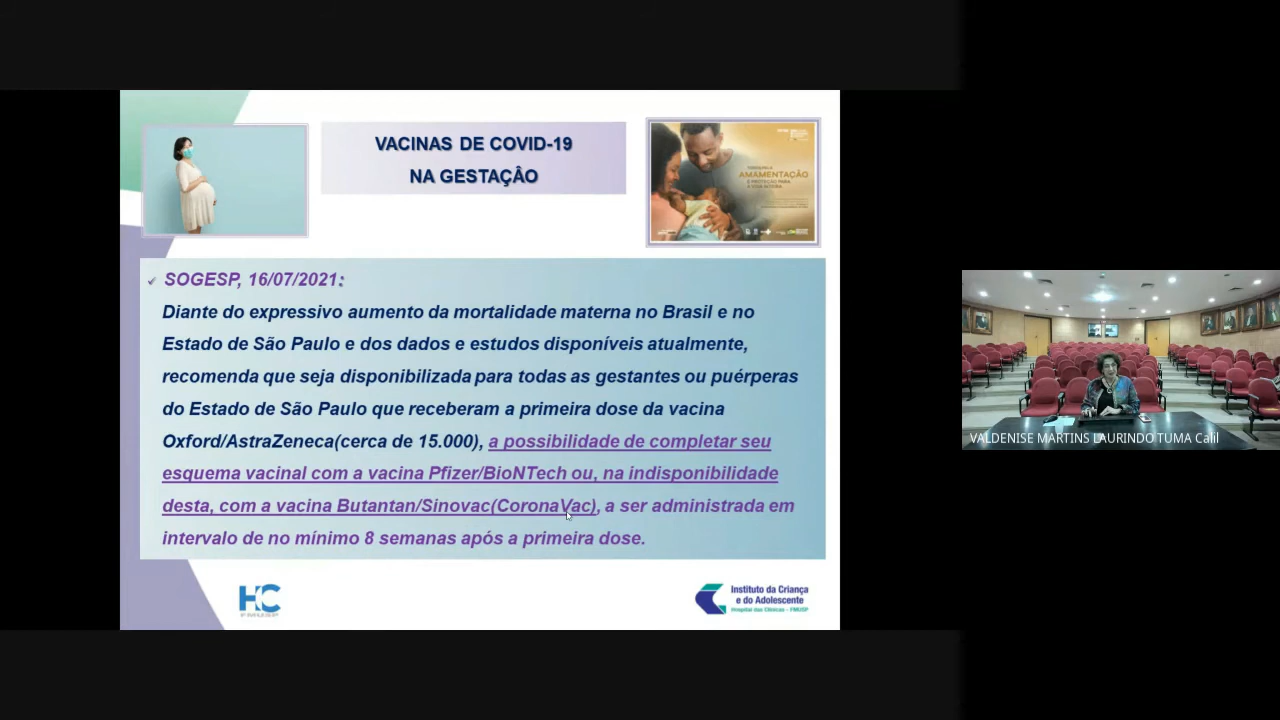 VACINAS DE COVID-19
NA GESTAÇÂO
AMAMENTAÇÃO
✓ SOGESP, 16/07/2021:
Diante do expressivo aumento da mortalidade materna no Brasil e no
Estado de São Paulo e dos dados e estudos disponíveis atualmente,
recomenda que seja disponibilizada para todas as gestantes ou puérperas
do Estado de São Paulo que receberam a primeira dose da vacina
Oxford/AstraZeneca(cerca de 15.000), a possibilidade de completar seu
esquema vacinal com a vacina Pfizer/BioNTech ou, na indisponibilidade
desta, com a vacina Butantan/Sinovac(CoronaVac), a ser administrada em
intervalo de no mínimo 8 semanas após a primeira dose.
HC
Instituto da Criança
e do Adolescente
Hospital das Clínicas - FMUSP
VALDENISE MARTINS LAURINDO TUMA Calil